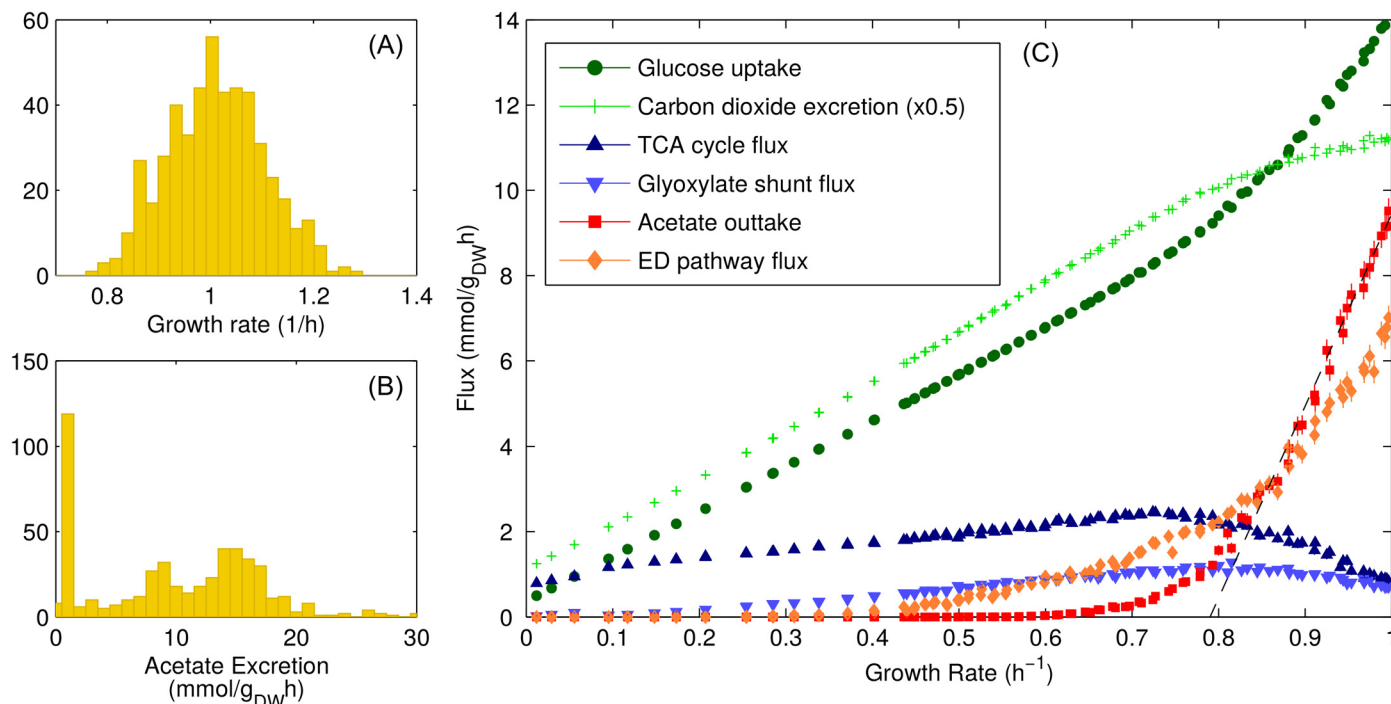 60
40
20
0
0.8
1
1.2
1.4
(A)
Growth rate (1/h)
150
100
50
0
0
10
20
30
(B)
Acetate Excretion
(mmol/g_DW h)
14
12
10
8
6
4
2
0
Flux (mmol/g_DW h)
(C)
Glucose uptake
Carbon dioxide excretion (x0.5)
TCA cycle flux
Glyoxylate shunt flux
Acetate outtake
ED pathway flux
0
0.1
0.2
0.3
0.4
0.5
0.6
0.7
0.8
0.9
1
Growth Rate (h⁻¹)